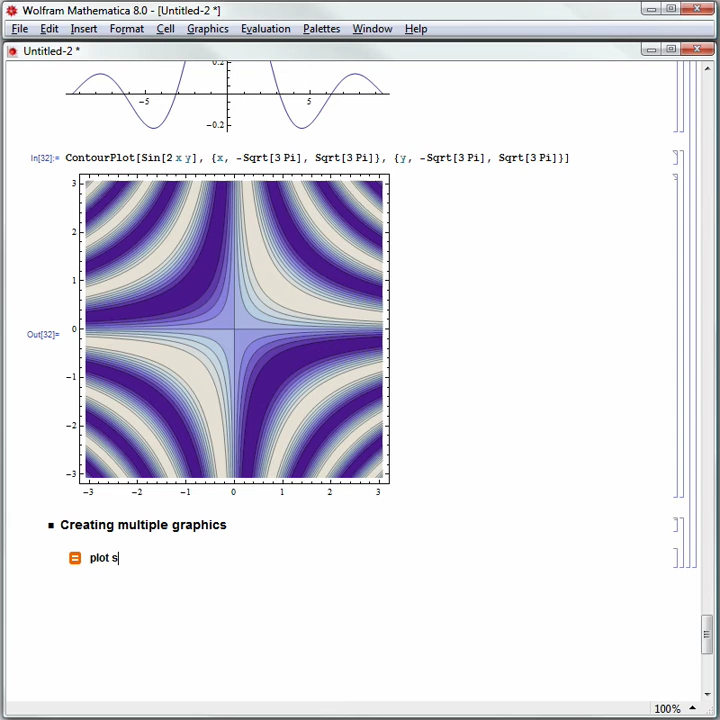 Wolfram Mathematica 8.0 - [Untitled-2 *]
File Edit Insert Format Cell Graphics Evaluation Palettes Window Help
Untitled-2 *
0.2
-5 5
-0.2
In[32]:= ContourPlot[Sin[2 x y], {x, -Sqrt[3 Pi], Sqrt[3 Pi]}, {y, -Sqrt[3 Pi], Sqrt[3 Pi]}]
3
2
1
0
Out[32]=
-1
-2
-3
-3 -2 -1 0 1 2 3
Creating multiple graphics
= plot s
100%